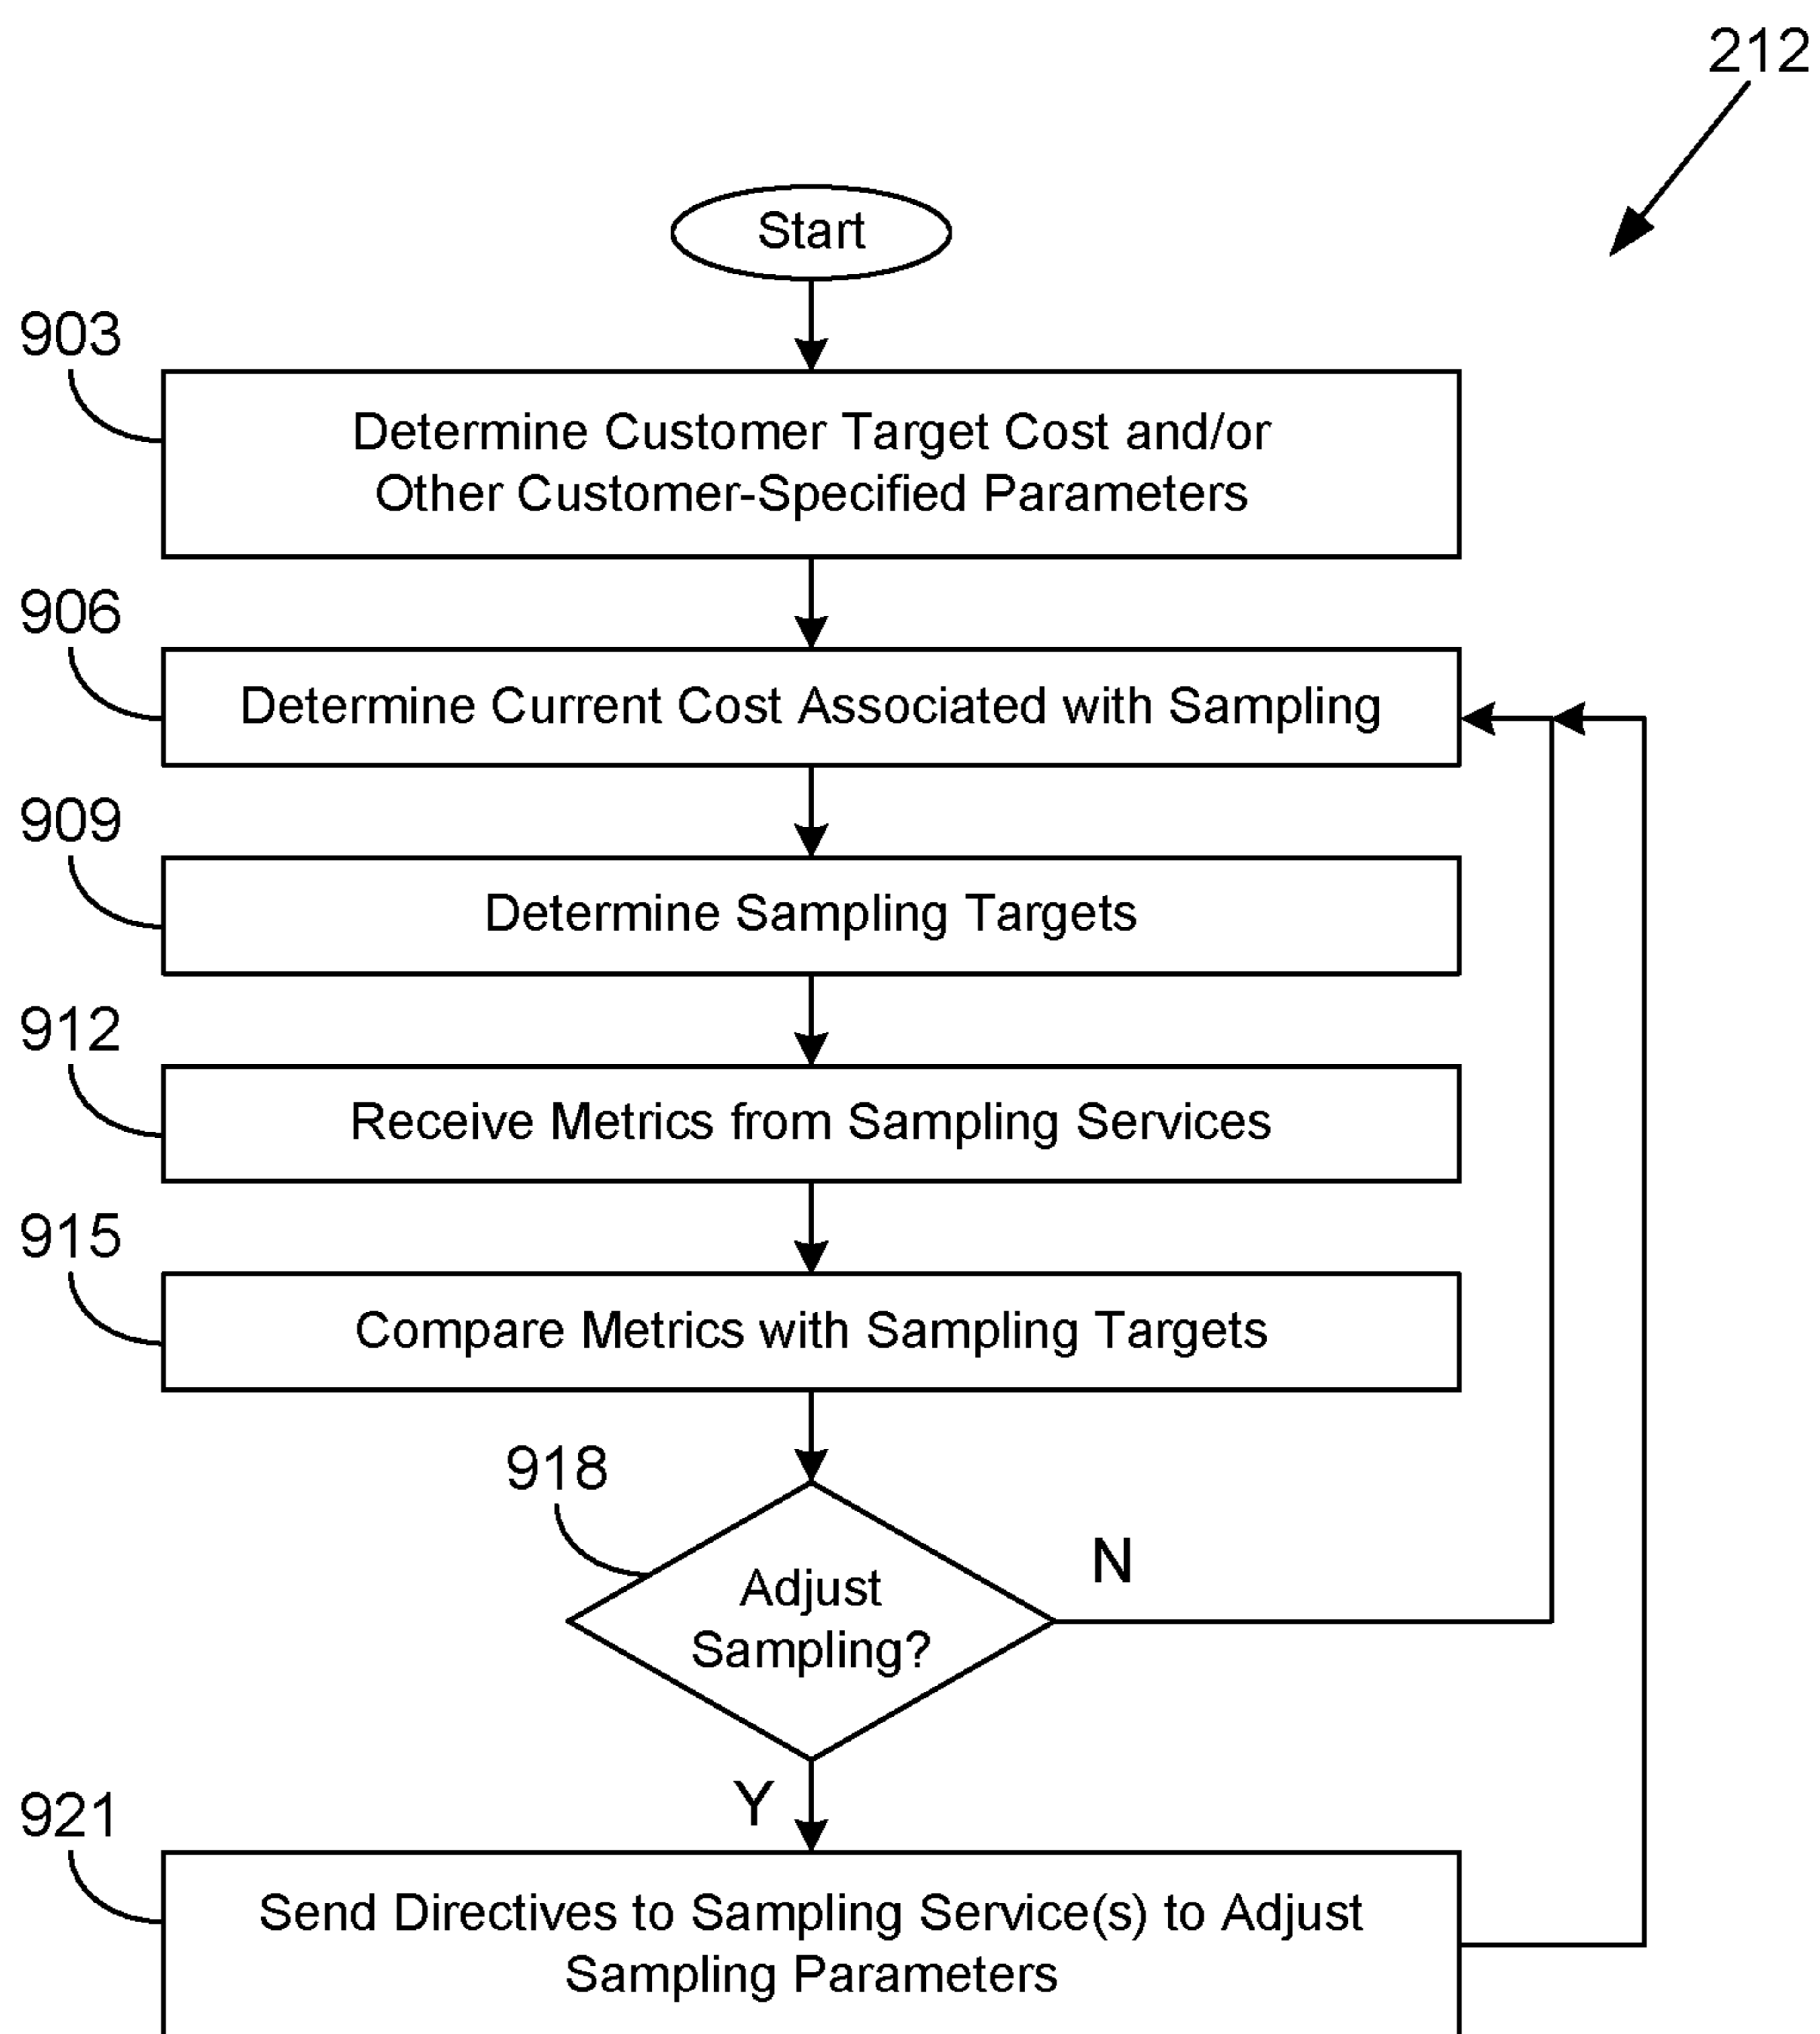 212
Start
903
Determine Customer Target Cost and/or
Other Customer-Specified Parameters
906
Determine Current Cost Associated with Sampling
909
Determine Sampling Targets
912
Receive Metrics from Sampling Services
915
Compare Metrics with Sampling Targets
918
Adjust
Sampling?
N
Y
921
Send Directives to Sampling Service(s) to Adjust
Sampling Parameters